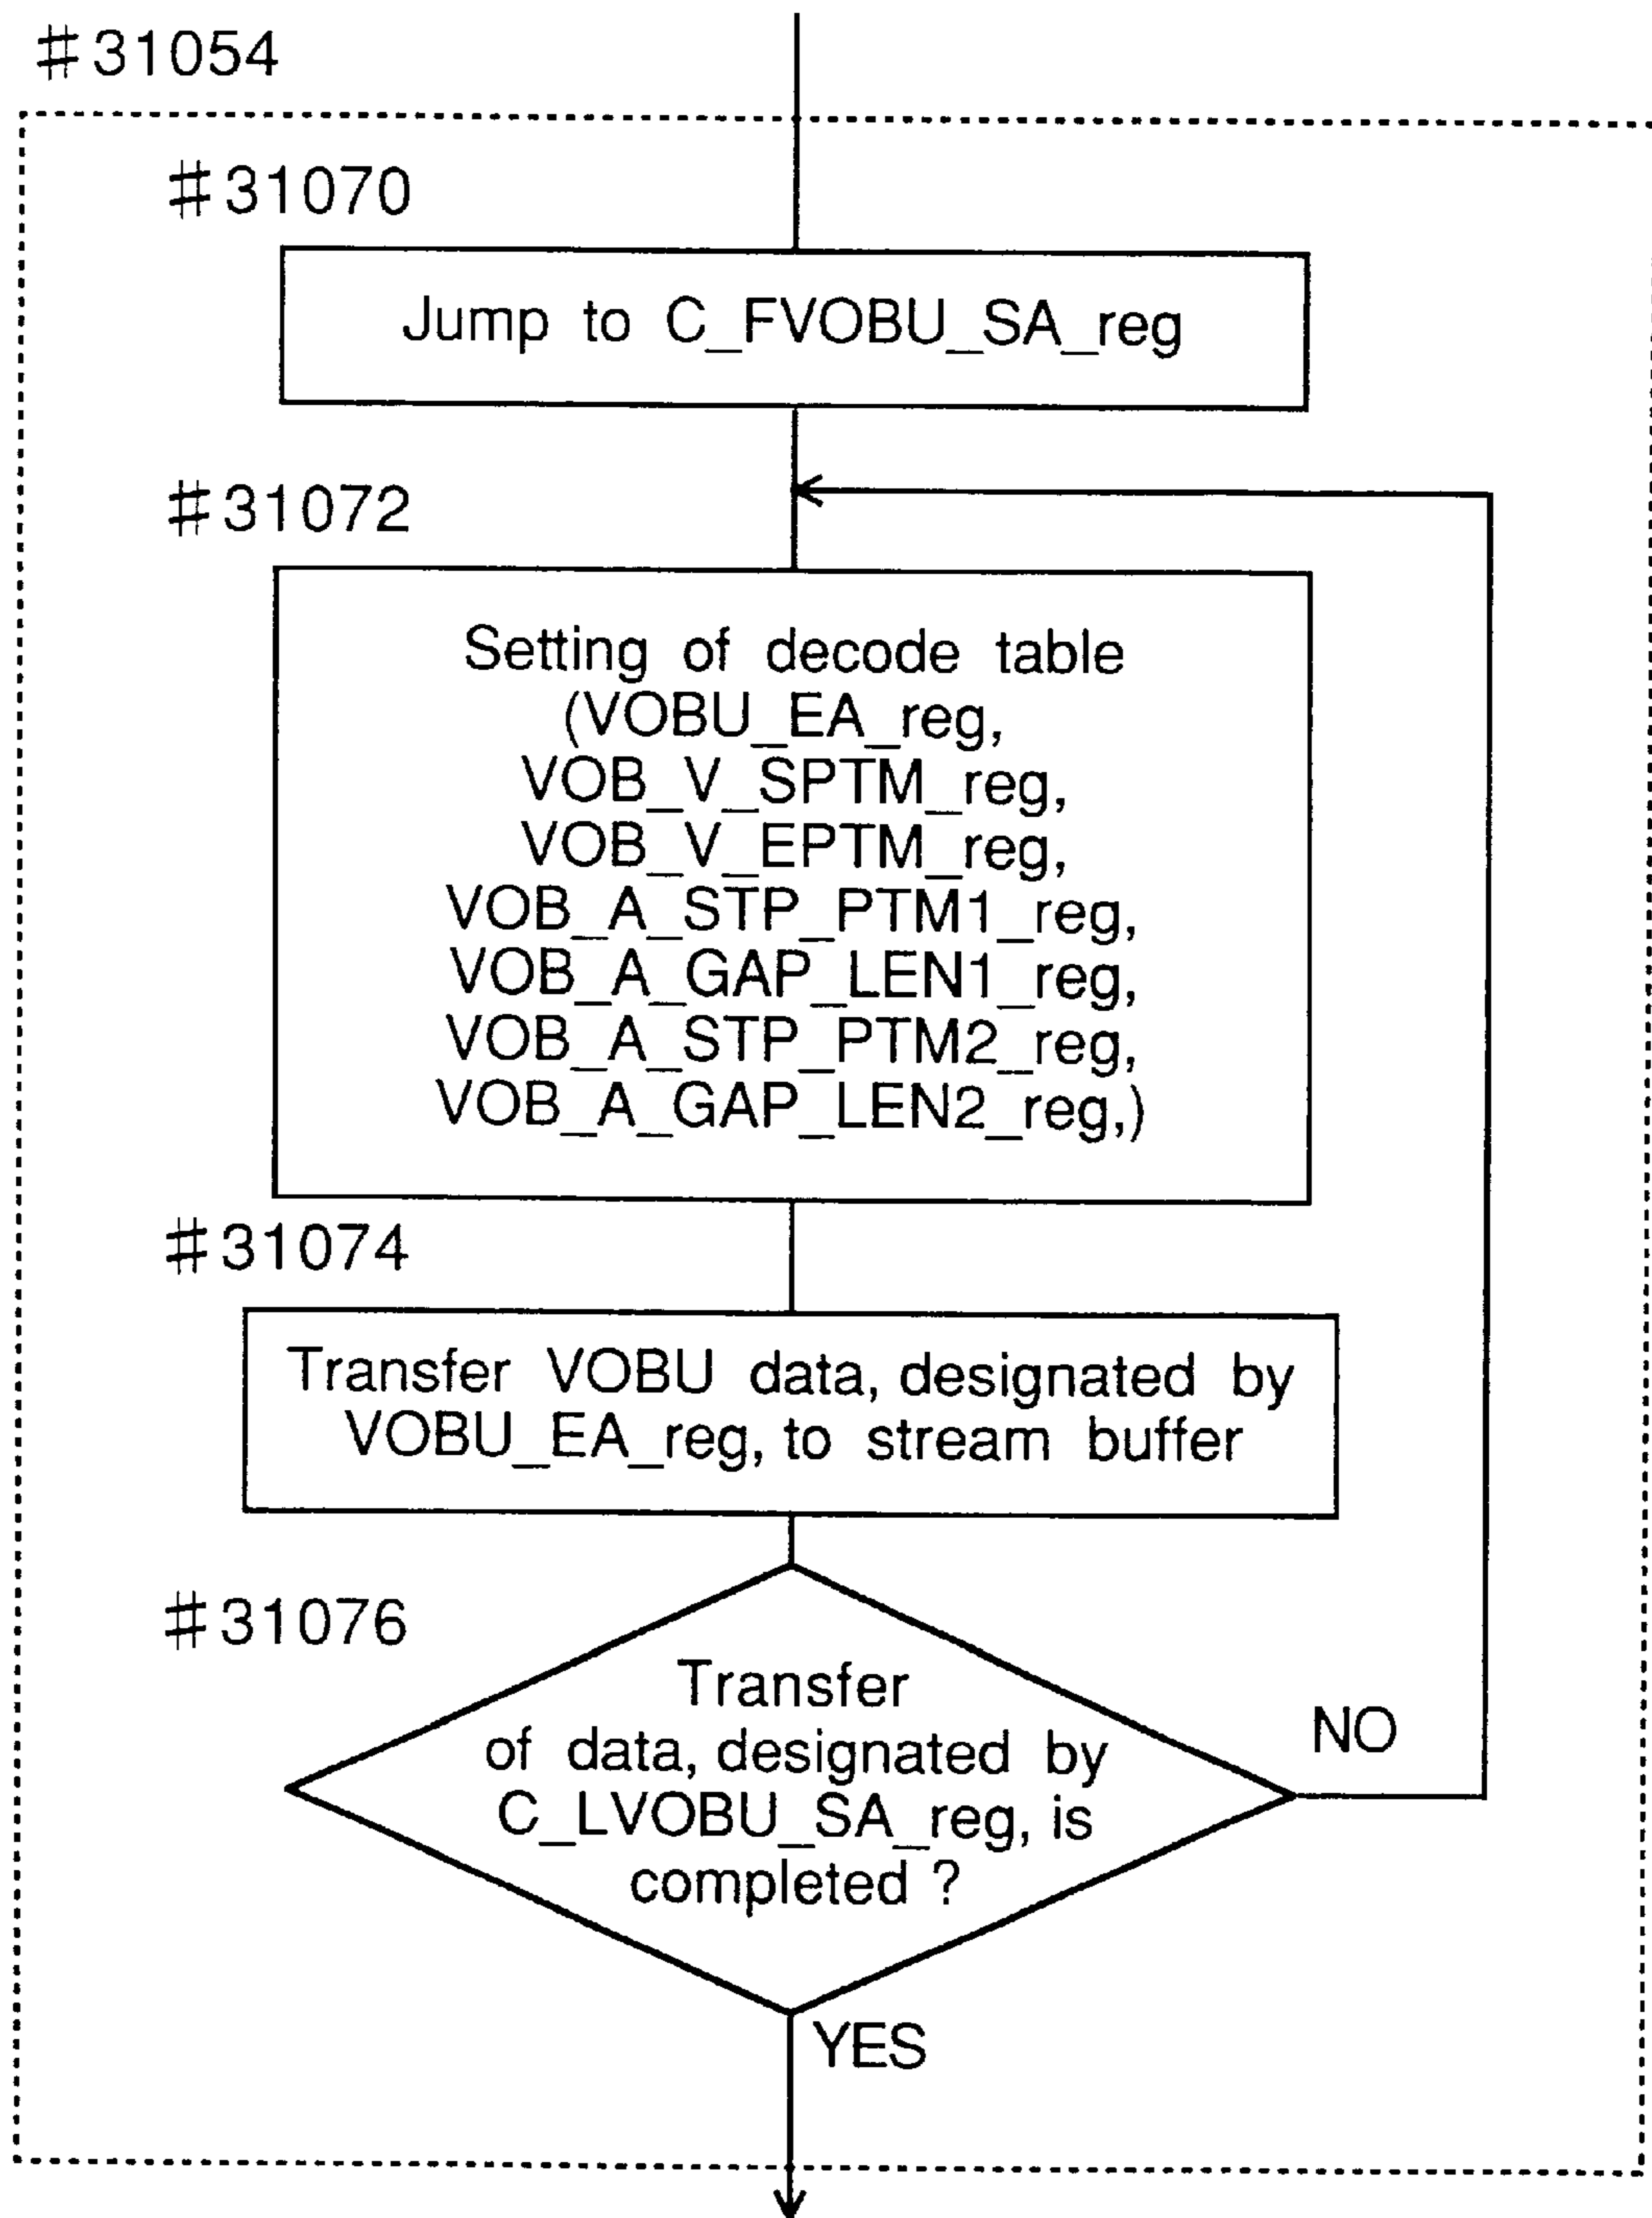 #31054
#31070
Jump to C_FVOBU_SA_reg
#31072
Setting of decode table
(VOBU_EA_reg,
VOB_V_SPTM_reg,
VOB_V_EPTM_reg,
VOB_A_STP_PTM1_reg,
VOB_A_GAP_LEN1_reg,
VOB_A_STP_PTM2_reg,
VOB_A_GAP_LEN2_reg,)
#31074
Transfer VOBU data, designated by
VOBU_EA_reg, to stream buffer
#31076
Transfer
of data, designated by
C_LVOBU_SA_reg, is
completed ?
NO
YES